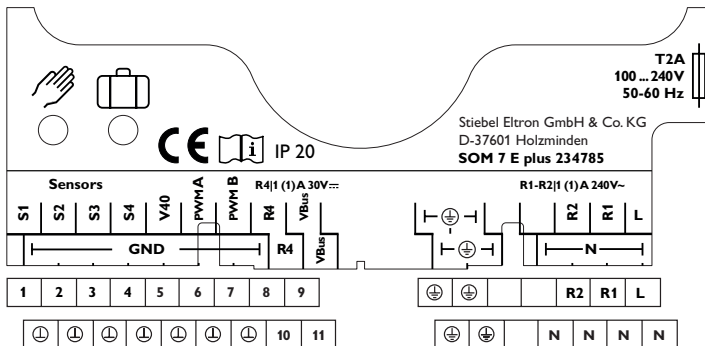 T2A
100 ... 240V
50-60 Hz
Stiebel Eltron GmbH & Co. KG
D-37601 Holzminden
SOM 7 E plus 234785
CE i IP 20
Sensors R4|1 (1) A 30V⎓ R1-R2|1 (1) A 240V~
S1 S2 S3 S4 V40 PWM A PWM B R4 VBus R2 R1 L
GND R4 VBus N
1 2 3 4 5 6 7 8 9 R2 R1 L
10 11 N N N N